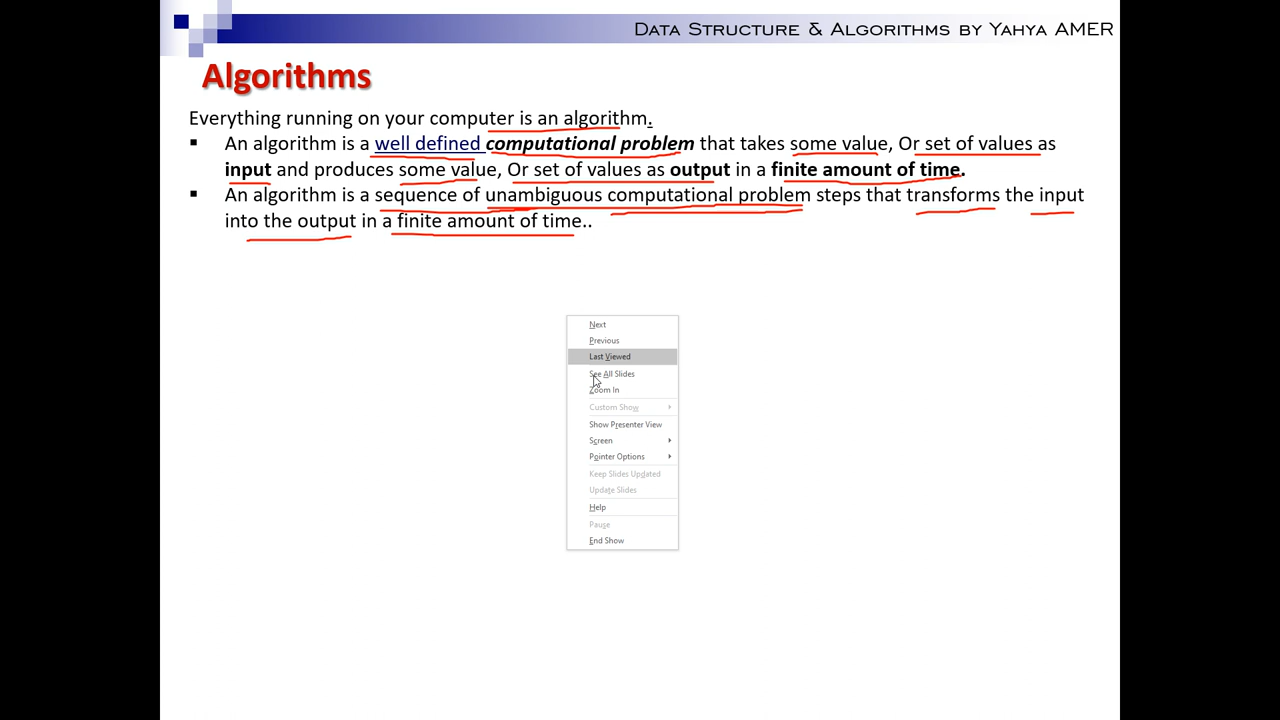 Data Structure & Algorithms by Yahya AMER
Algorithms
Everything running on your computer is an algorithm.
▪ An algorithm is a well defined computational problem that takes some value, Or set of values as
input and produces some value, Or set of values as output in a finite amount of time.
▪ An algorithm is a sequence of unambiguous computational problem steps that transforms the input
into the output in a finite amount of time..
Next
Previous
Last Viewed
See All Slides
Zoom In
Custom Show
Show Presenter View
Screen
Pointer Options
Keep Slides Updated
Update Slides
Help
Pause
End Show